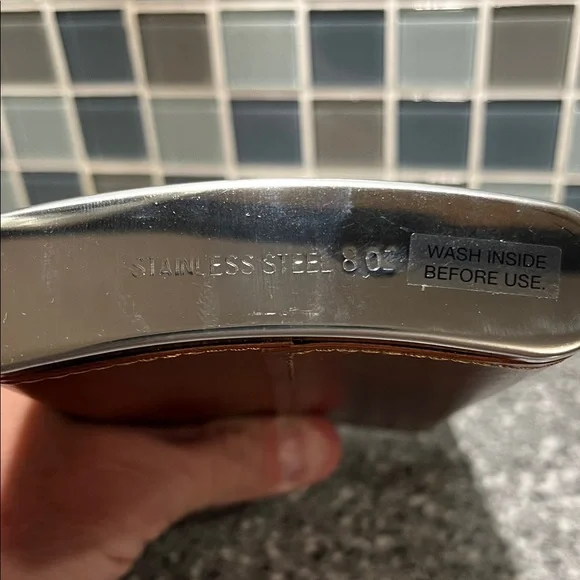 STAINLESS STEEL 8 OZ
WASH INSIDE
BEFORE USE.